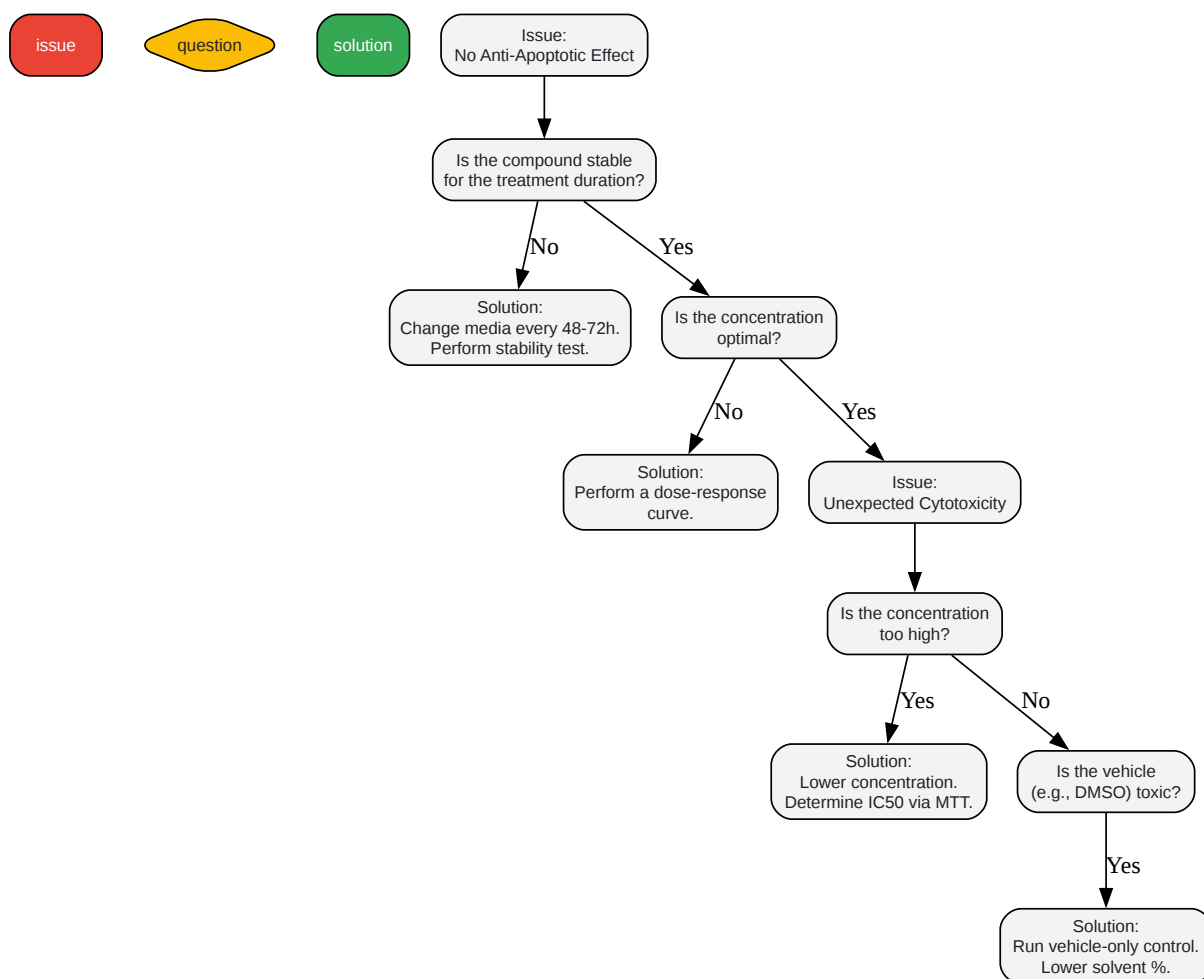 issue
question
solution
Issue:
No Anti-Apoptotic Effect
Is the compound stable
for the treatment duration?
No
Yes
Solution:
Change media every 48-72h.
Perform stability test.
Is the concentration
optimal?
No
Yes
Solution:
Perform a dose-response
curve.
Issue:
Unexpected Cytotoxicity
Is the concentration
too high?
Yes
No
Solution:
Lower concentration.
Determine IC50 via MTT.
Is the vehicle
(e.g., DMSO) toxic?
Yes
Solution:
Run vehicle-only control.
Lower solvent %.